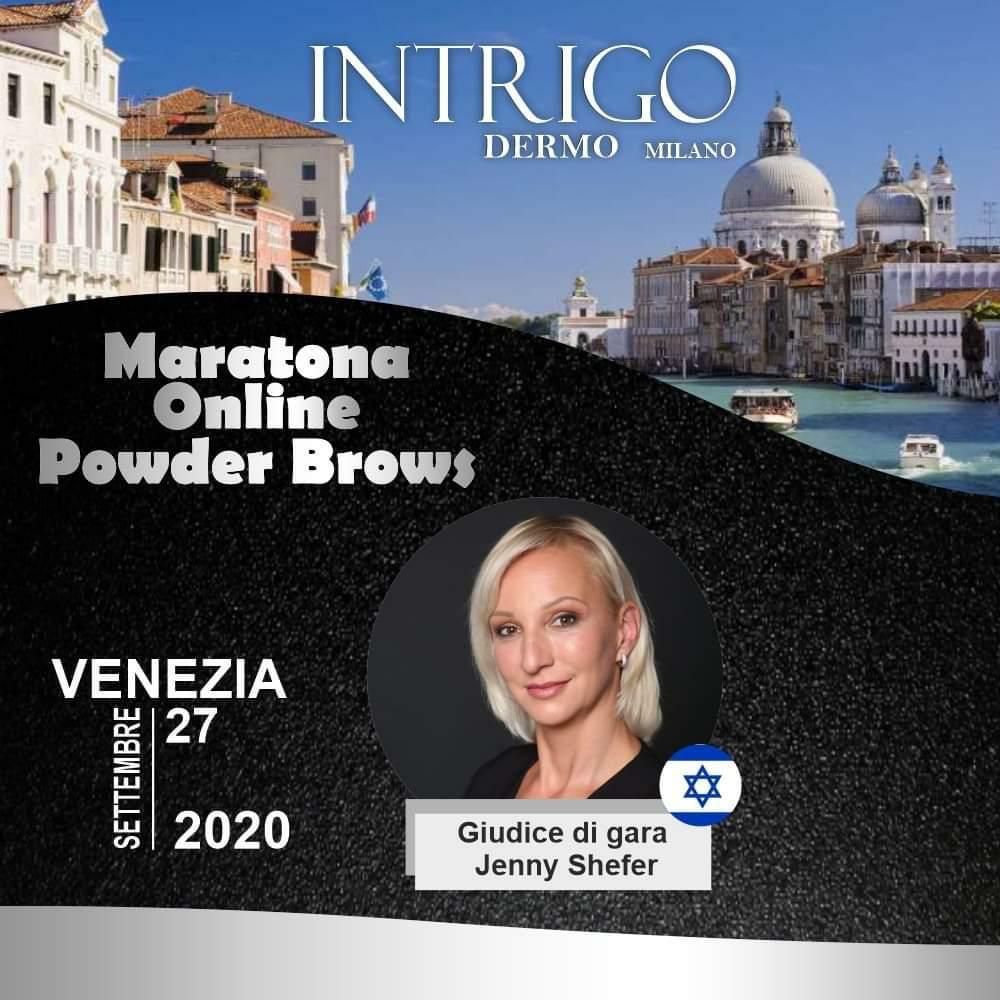 INTRIGO
DERMO MILANO
Maratona
Online
Powder Brows
VENEZIA
SETTEMBRE
27
2020
Giudice di gara
Jenny Shefer